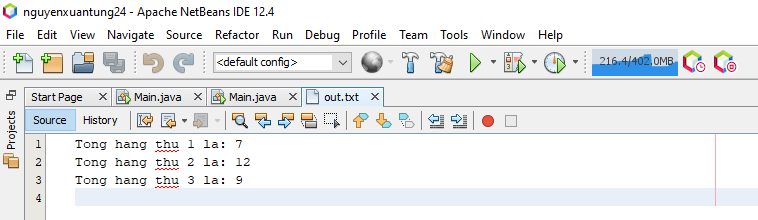 nguyenxuantung24 - Apache NetBeans IDE 12.4
File Edit View Navigate Source Refactor Run Debug Profile Team Tools Window Help
<default config> 216.4/402.0MB
Projects
Start Page Main.java Main.java out.txt
Source History
1 Tong hang thu 1 la: 7
2 Tong hang thu 2 la: 12
3 Tong hang thu 3 la: 9
4